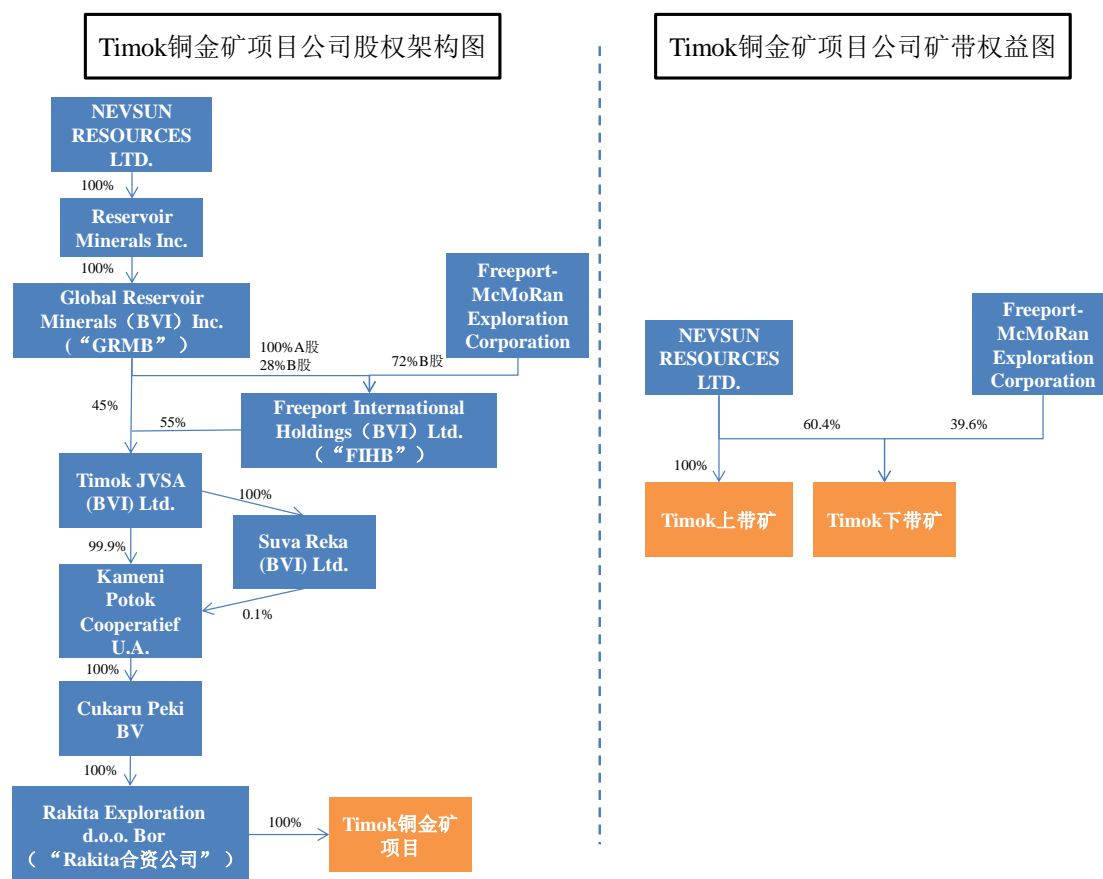 Timok铜金矿项目公司股权架构图
NEVSUN
RESOURCES
LTD.
100%
Reservoir
Minerals Inc.
100%
Global Reservoir
Minerals（BVI）Inc.
(“GRMB”）
Freeport-
McMoRan
Exploration
Corporation
100%A股
28%B股
72%B股
45%
55%
Freeport International
Holdings（BVI）Ltd.
（“FIHB”）
Timok JVSA
(BVI) Ltd.
100%
Suva Reka
(BVI) Ltd.
99.9%
0.1%
Kameni
Potok
Cooperatief
U.A.
100%
Cukaru Peki
BV
100%
Rakita Exploration
d.o.o. Bor
（“Rakita合资公司”）
100%
Timok铜金矿
项目
Timok铜金矿项目公司矿带权益图
NEVSUN
RESOURCES
LTD.
Freeport-
McMoRan
Exploration
Corporation
60.4%
39.6%
100%
Timok上带矿
Timok下带矿